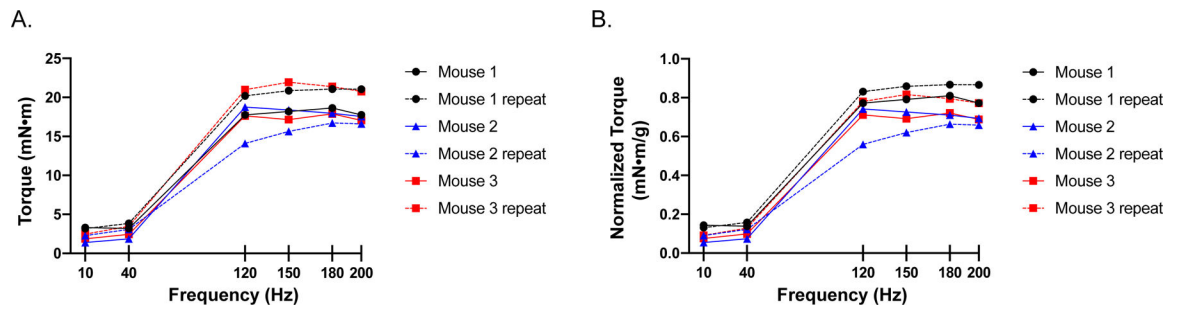 A.
Torque (mN•m)
25
20
15
10
5
0
10 40 120 150 180 200
Frequency (Hz)
Mouse 1
Mouse 1 repeat
Mouse 2
Mouse 2 repeat
Mouse 3
Mouse 3 repeat
B.
Normalized Torque
(mN•m/g)
1.0
0.8
0.6
0.4
0.2
0.0
10 40 120 150 180 200
Frequency (Hz)
Mouse 1
Mouse 1 repeat
Mouse 2
Mouse 2 repeat
Mouse 3
Mouse 3 repeat